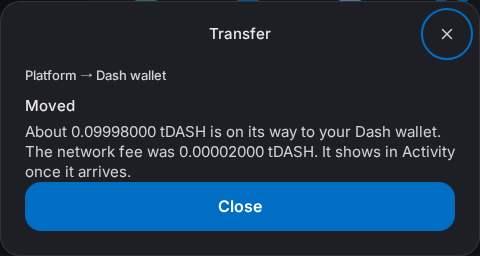 Transfer
Platform → Dash wallet
Moved
About 0.09998000 tDASH is on its way to your Dash wallet.
The network fee was 0.00002000 tDASH. It shows in Activity
once it arrives.
Close